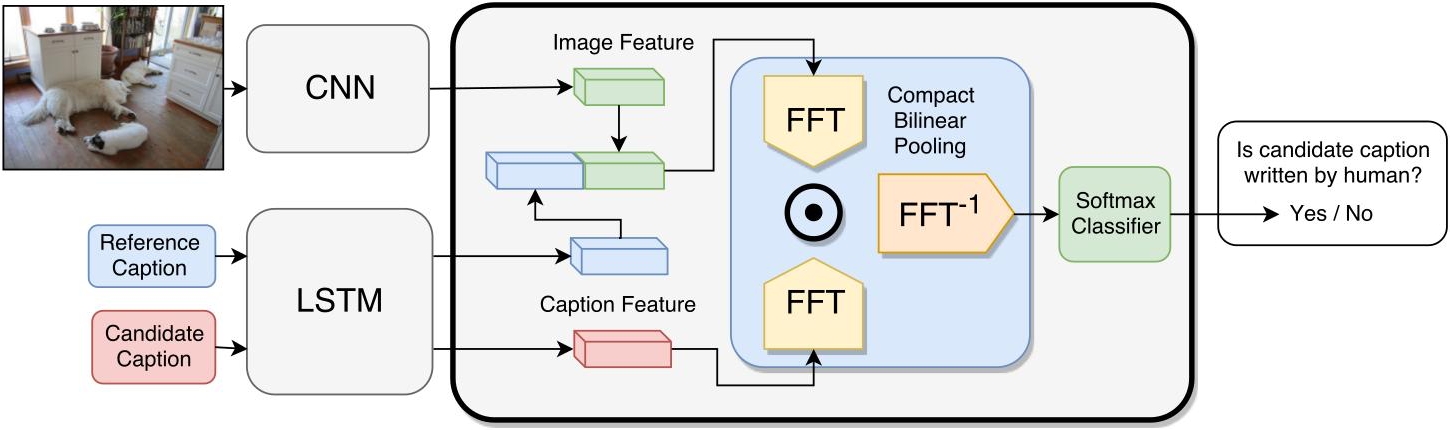 CNN
Image Feature
FFT
Compact
Bilinear
Pooling
Is candidate caption
written by human?
Yes / No
Reference
Caption
LSTM
FFT⁻¹
Softmax
Classifier
Caption Feature
FFT
Candidate
Caption